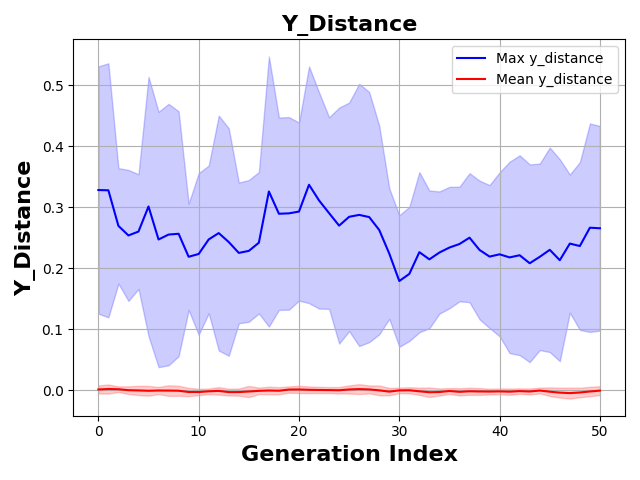 Y_Distance
Max y_distance
Mean y_distance
Y_Distance
0.5
0.4
0.3
0.2
0.1
0.0
0 10 20 30 40 50
Generation Index